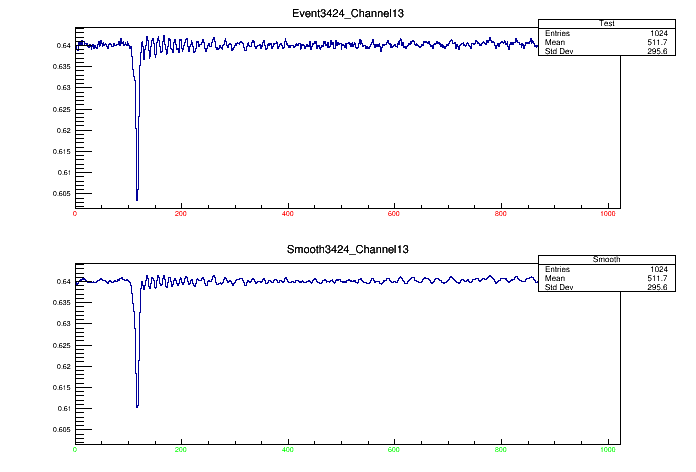 Event3424_Channel13
Test
Entries 1024
Mean 511.7
Std Dev 295.6
0.64
0.635
0.63
0.625
0.62
0.615
0.61
0.605
0 200 400 600 800 1000
Smooth3424_Channel13
Smooth
Entries 1024
Mean 511.7
Std Dev 295.6
0.64
0.635
0.63
0.625
0.62
0.615
0.61
0.605
0 200 400 600 800 1000